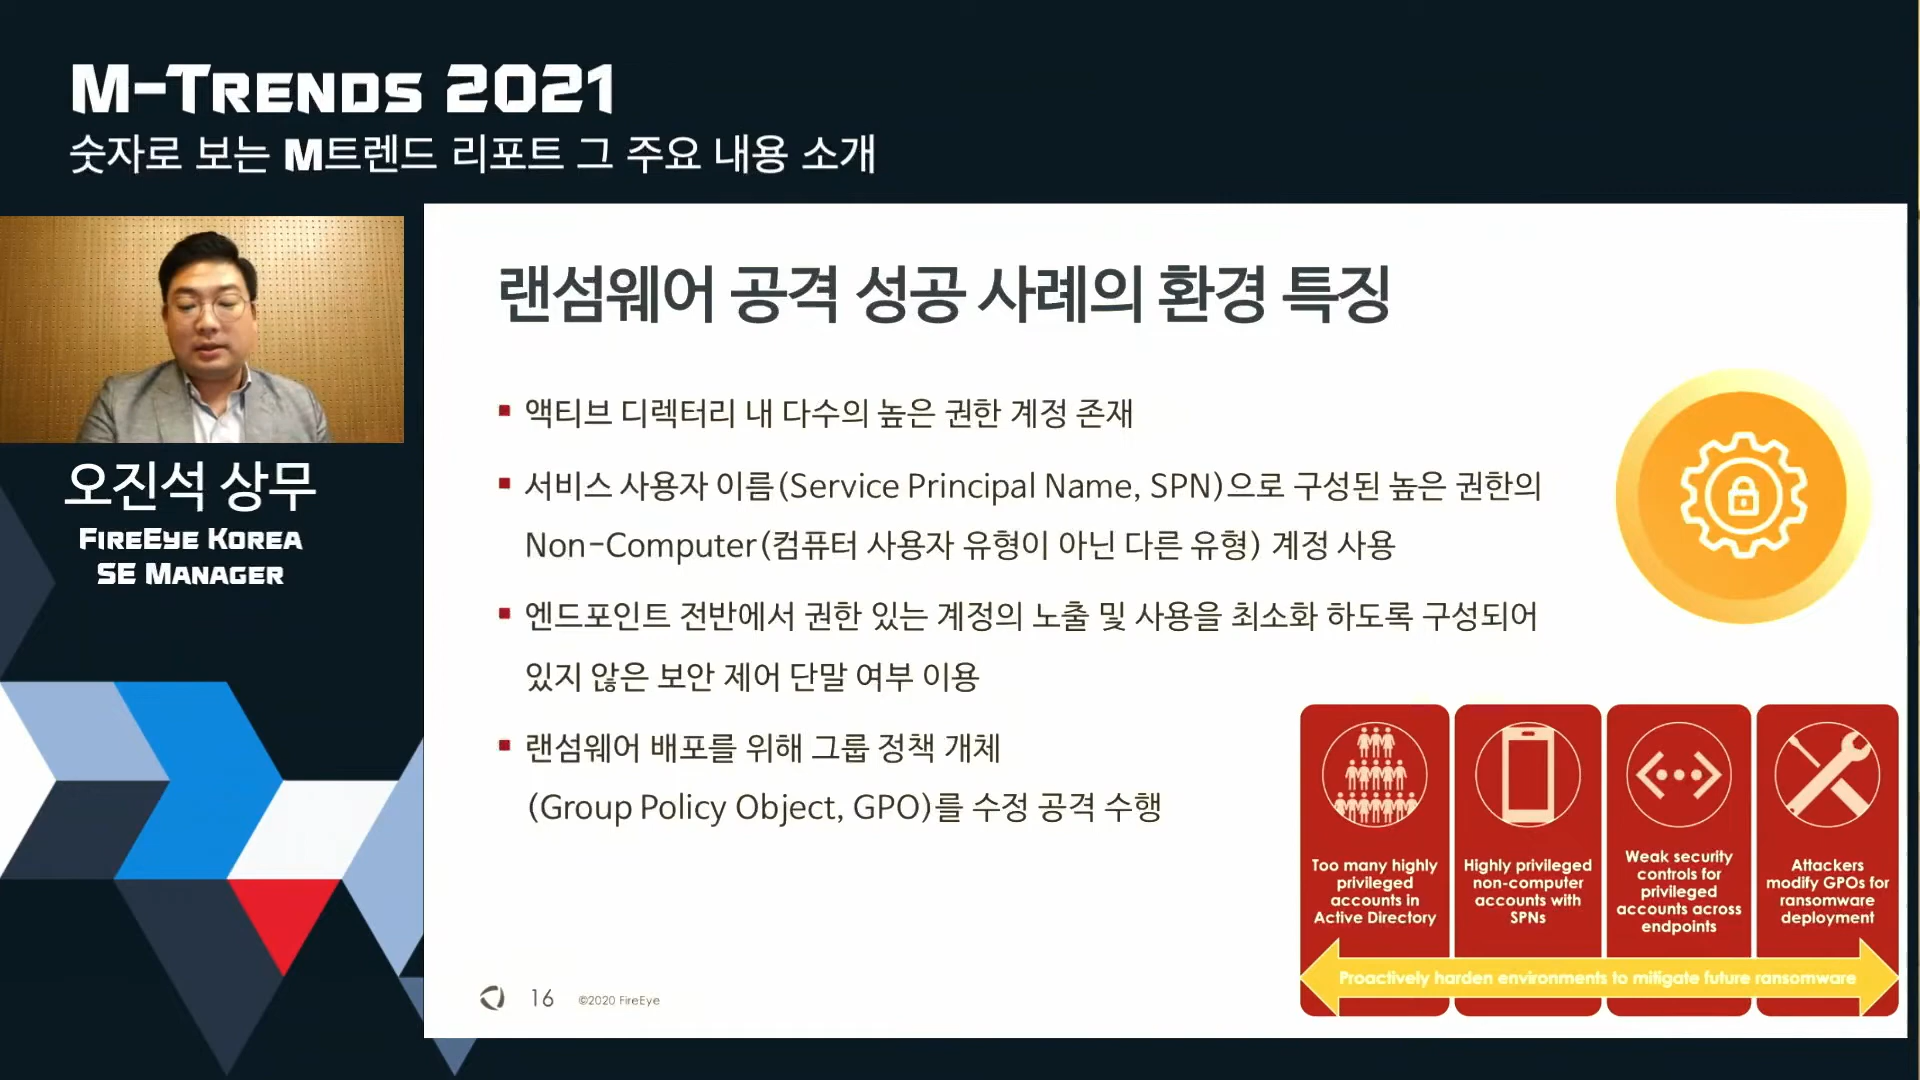 M-Trends 2021
숫자로 보는 M트렌드 리포트 그 주요 내용 소개
오진석 상무
FireEye Korea
SE Manager
랜섬웨어 공격 성공 사례의 환경 특징
액티브 디렉터리 내 다수의 높은 권한 계정 존재
서비스 사용자 이름(Service Principal Name, SPN)으로 구성된 높은 권한의
Non-Computer(컴퓨터 사용자 유형이 아닌 다른 유형) 계정 사용
엔드포인트 전반에서 권한 있는 계정의 노출 및 사용을 최소화 하도록 구성되어
있지 않은 보안 제어 단말 여부 이용
랜섬웨어 배포를 위해 그룹 정책 개체
(Group Policy Object, GPO)를 수정 공격 수행
Too many highly
privileged
accounts in
Active Directory
Highly privileged
non-computer
accounts with
SPNs
Weak security
controls for
privileged
accounts across
endpoints
Attackers
modify GPOs for
ransomware
deployment
Proactively harden environments to mitigate future ransomware
16 ©2020 FireEye